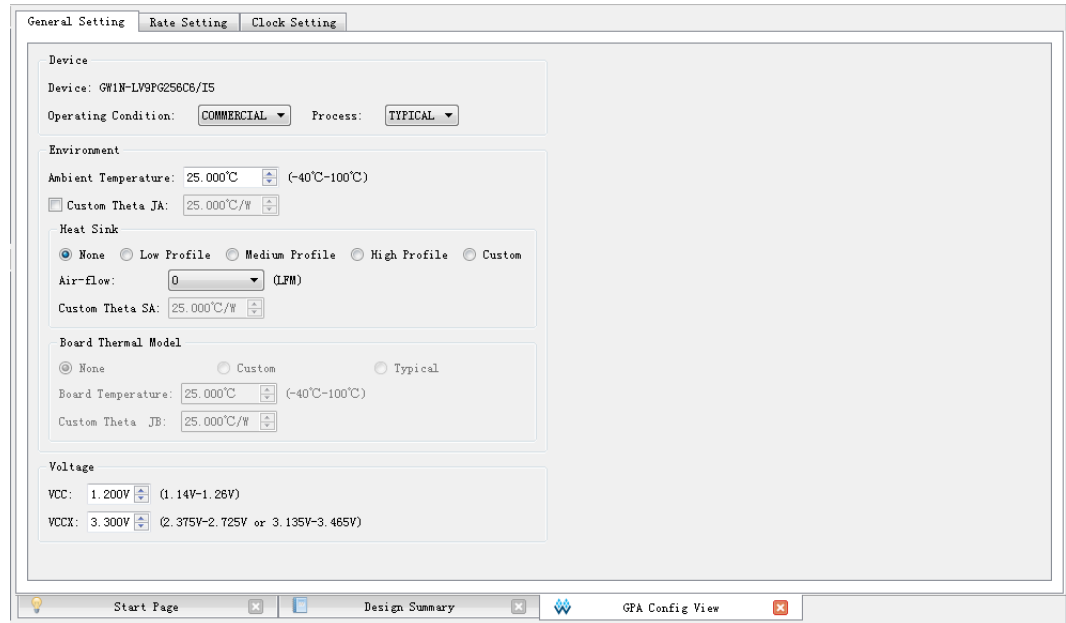 General Setting Rate Setting Clock Setting
Device
Device: GW1N-LV9PG256C6/I5
Operating Condition: COMMERCIAL Process: TYPICAL
Environment
Ambient Temperature: 25.000℃ (-40℃-100℃)
Custom Theta JA: 25.000℃/W
Heat Sink
None Low Profile Medium Profile High Profile Custom
Air-flow: 0 (LFM)
Custom Theta SA: 25.000℃/W
Board Thermal Model
None Custom Typical
Board Temperature: 25.000℃ (-40℃-100℃)
Custom Theta JB: 25.000℃/W
Voltage
VCC: 1.200V (1.14V-1.26V)
VCCX: 3.300V (2.375V-2.725V or 3.135V-3.465V)
Start Page Design Summary GPA Config View